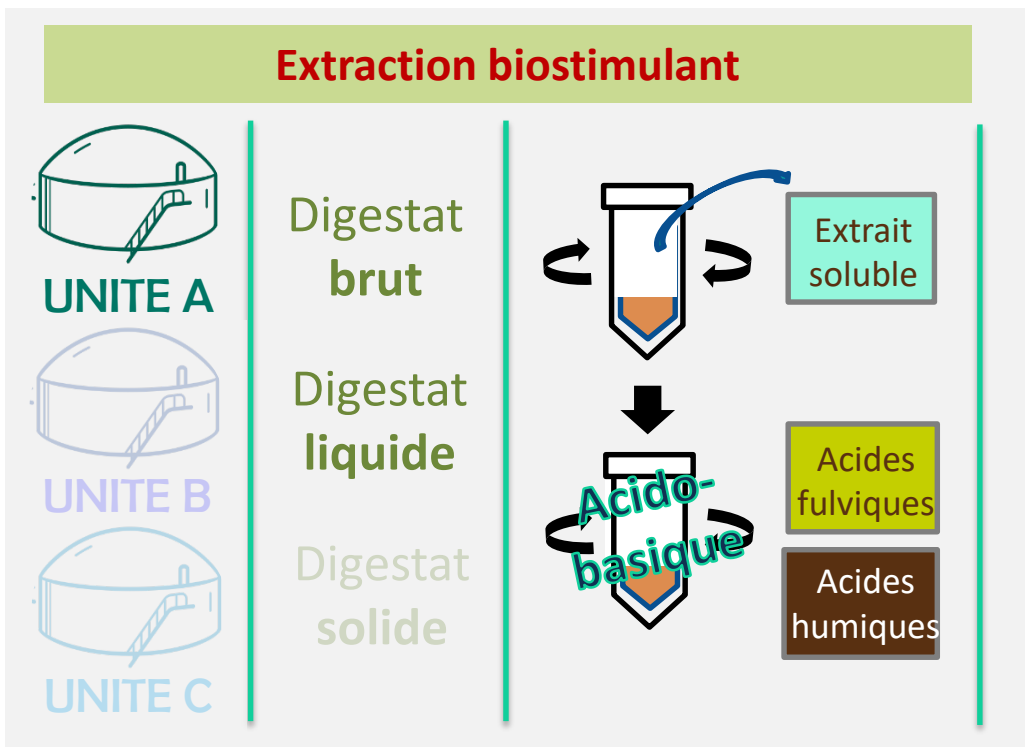 Extraction biostimulant
UNITE A
UNITE B
UNITE C
Digestat
brut
Digestat
liquide
Digestat
solide
Extrait
soluble
Acido-
basique
Acides
fulviques
Acides
humiques